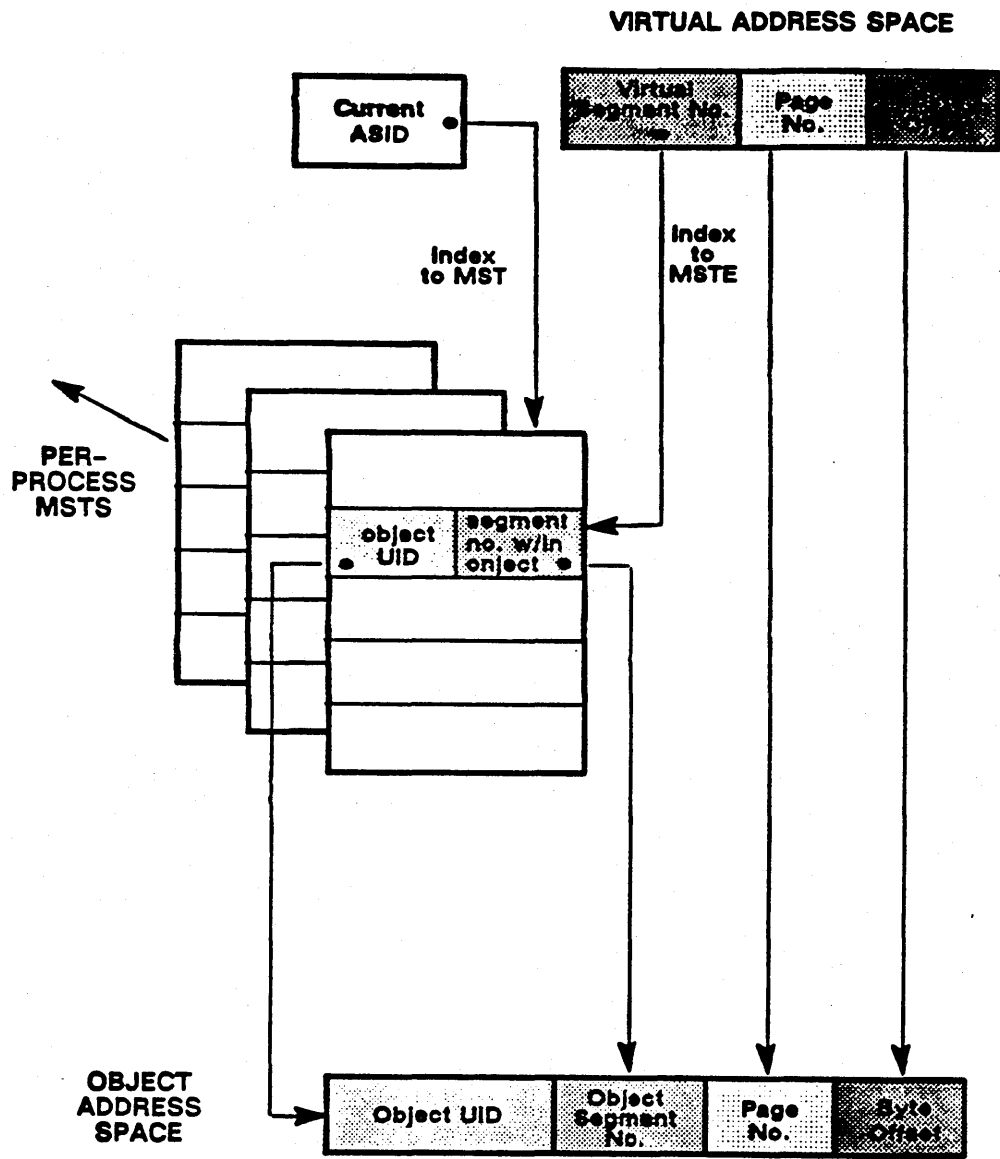 VIRTUAL ADDRESS SPACE
Current
ASID
Virtual
Segment No.
Page
No.
Index
to MST
Index
to
MSTE
PER-
PROCESS
MSTS
object
UID
segment
no. w/in
onject
OBJECT
ADDRESS
SPACE
Object UID
Object
Segment
No.
Page
No.
Byte
Offset